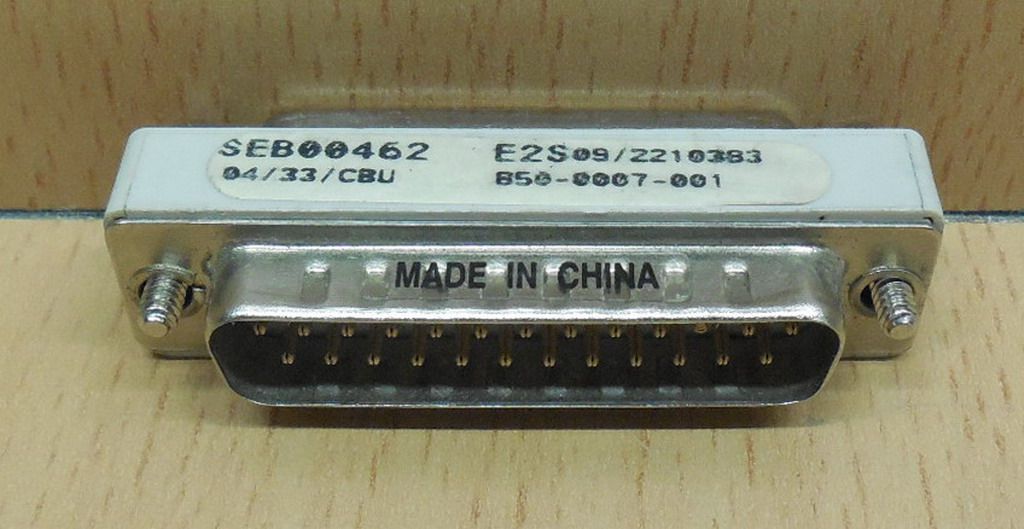 SEB00462 E2S09/2210383
04/33/CBU 850-0007-001
MADE IN CHINA